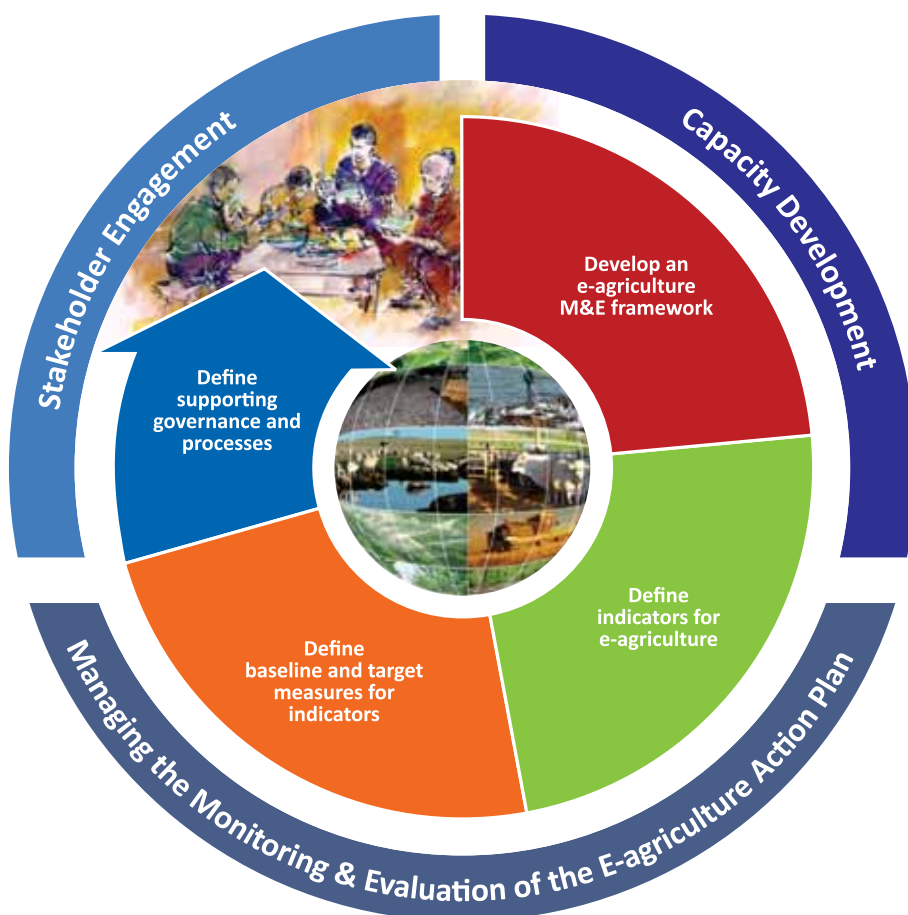 Stakeholder Engagement
Capacity Development
Develop an
e-agriculture
M&E framework
Define
indicators for
e-agriculture
Define
baseline and target
measures for
indicators
Define
supporting
governance and
processes
Managing the Monitoring & Evaluation of the E-agriculture Action Plan